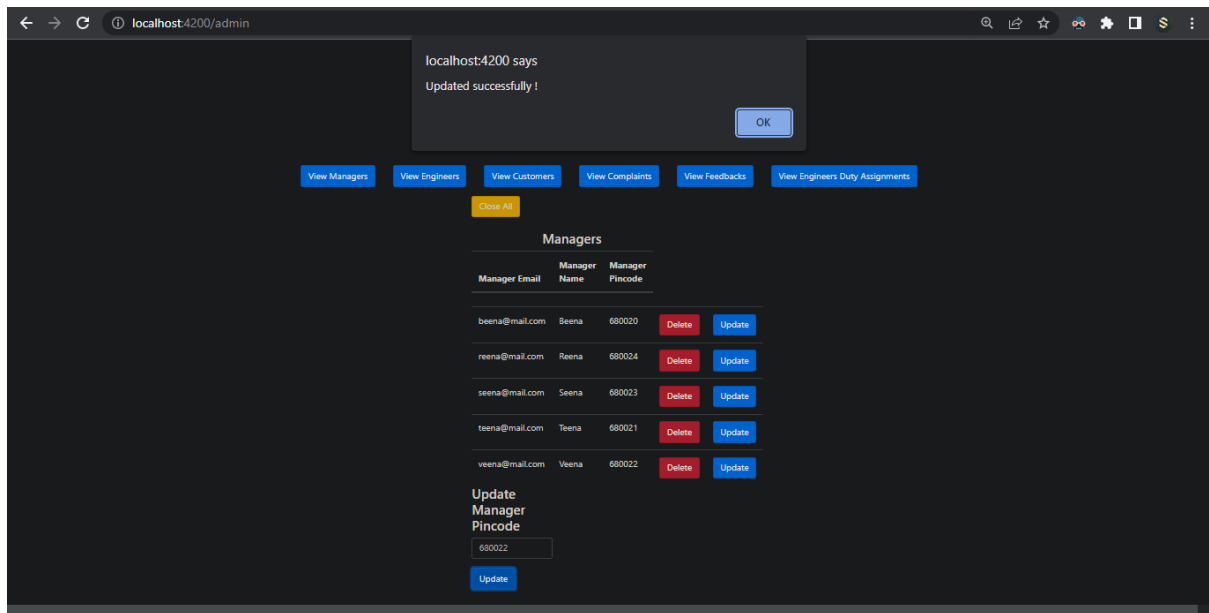 localhost:4200/admin
localhost:4200 says
Updated successfully !
OK
View Managers View Engineers View Customers View Complaints View Feedbacks View Engineers Duty Assignments
Close All
Managers
Manager Email Manager Name Manager Pincode
beena@mail.com Beena 680020 Delete Update
reena@mail.com Reena 680024 Delete Update
seena@mail.com Seena 680023 Delete Update
teena@mail.com Teena 680021 Delete Update
veena@mail.com Veena 680022 Delete Update
Update
Manager
Pincode
680022
Update